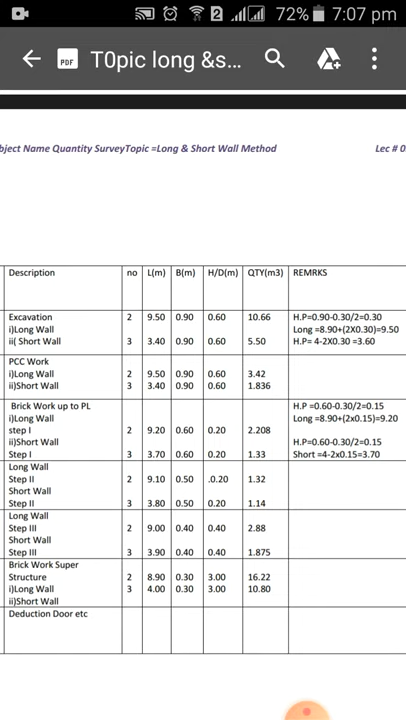 2 72% 7:07 pm
PDF T0pic long &s...
bject Name Quantity SurveyTopic =Long & Short Wall Method Lec # 0
Description no L(m) B(m) H/D(m) QTY(m3) REMRKS
Excavation 2 9.50 0.90 0.60 10.66 H.P=0.90-0.30/2=0.30
i)Long Wall Long =8.90+(2X0.30)=9.50
ii( Short Wall 3 3.40 0.90 0.60 5.50 H.P= 4-2X0.30 =3.60
PCC Work
i)Long Wall 2 9.50 0.90 0.60 3.42
ii)Short Wall 3 3.40 0.90 0.60 1.836
Brick Work up to PL H.P =0.60-0.30/2=0.15
i)Long Wall Long=8.90+(2x0.15)=9.20
step I 2 9.20 0.60 0.20 2.208
ii)Short Wall H.P=0.60-0.30/2=0.15
Step I 3 3.70 0.60 0.20 1.33 Short =4-2x0.15=3.70
Long Wall
Step II 2 9.10 0.50 .0.20 1.32
Short Wall
Step II 3 3.80 0.50 0.20 1.14
Long Wall
Step III 2 9.00 0.40 0.40 2.88
Short Wall
Step III 3 3.90 0.40 0.40 1.875
Brick Work Super
Structure 2 8.90 0.30 3.00 16.22
i)Long Wall 3 4.00 0.30 3.00 10.80
ii)Short Wall
Deduction Door etc